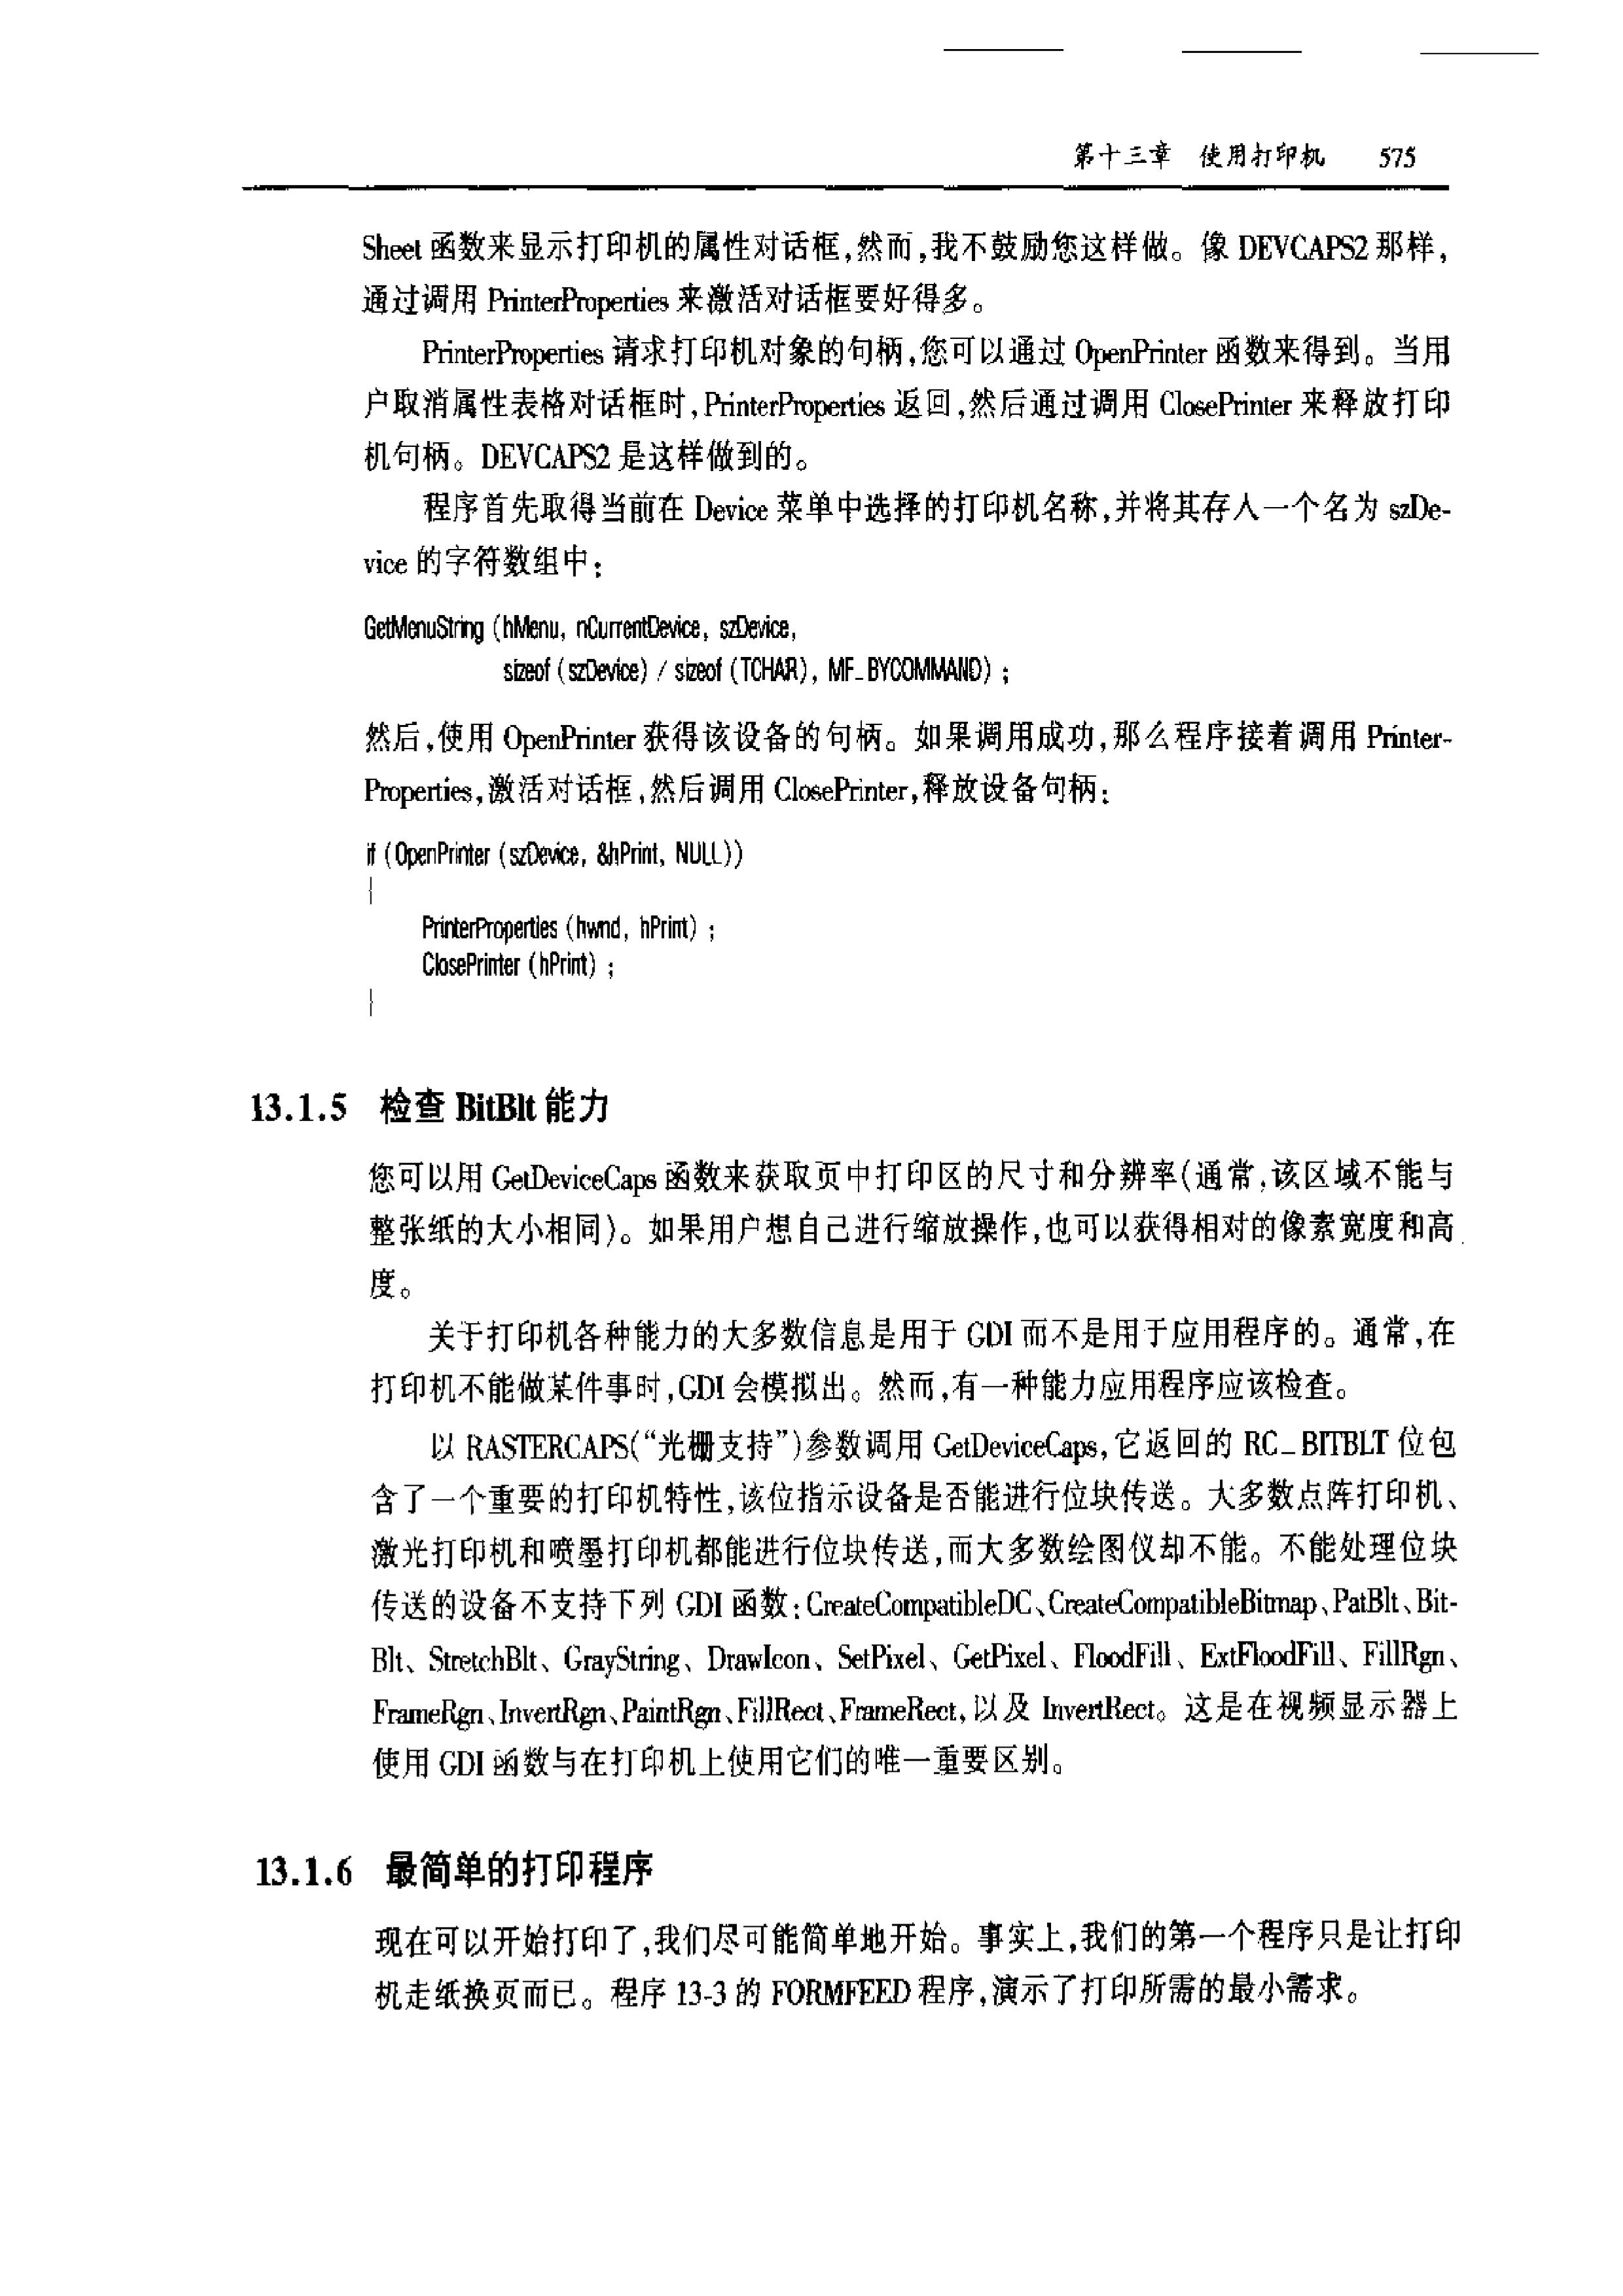 第十三章 使用打印机 575
Sheet 函数来显示打印机的属性对话框,然而,我不鼓励您这样做。像 DEVCAPS2 那样,
通过调用 PrinterProperties 来激活对话框要好得多。
PrinterProperties 请求打印机对象的句柄,您可以通过 OpenPrinter 函数来得到。当用
户取消属性表格对话框时,PrinterProperties 返回,然后通过调用 ClosePrinter 来释放打印
机句柄。DEVCAPS2 是这样做到的。
程序首先取得当前在 Device 菜单中选择的打印机名称,并将其存人一个名为 szDe-
vice 的字符数组中:
GetMenuString (hMenu, nCurrentDevice, szDevice,
sizeof (szDevice) / sizeof (TCHAR), MF_BYCOMMAND) ;
然后,使用 OpenPrinter 获得该设备的句柄。如果调用成功,那么程序接着调用 Printer-
Properties,激活对话框,然后调用 ClosePrinter,释放设备句柄:
if (OpenPrinter (szDevice, &hPrint, NULL))
{
PrinterProperties (hwnd, hPrint) ;
ClosePrinter (hPrint) ;
}
13.1.5 检查 BitBlt 能力
您可以用 GetDeviceCaps 函数来获取页中打印区的尺寸和分辨率(通常,该区域不能与
整张纸的大小相同)。如果用户想自己进行缩放操作,也可以获得相对的像素宽度和高
度。
关于打印机各种能力的大多数信息是用于 GDI 而不是用于应用程序的。通常,在
打印机不能做某件事时,GDI 会模拟出。然而,有一种能力应用程序应该检查。
以 RASTERCAPS(“光栅支持”)参数调用 GetDeviceCaps,它返回的 RC_BITBLT 位包
含了一个重要的打印机特性,该位指示设备是否能进行位块传送。大多数点阵打印机、
激光打印机和喷墨打印机都能进行位块传送,而大多数绘图仪却不能。不能处理位块
传送的设备不支持下列 GDI 函数:CreateCompatibleDC、CreateCompatibleBitmap、PatBlt、Bit-
Blt、StretchBlt、GrayString、DrawIcon、SetPixel、GetPixel、FloodFill、ExtFloodFill、FillRgn、
FrameRgn、InvertRgn、PaintRgn、FillRect、FrameRect,以及 InvertRect。这是在视频显示器上
使用 GDI 函数与在打印机上使用它们的唯一重要区别。
13.1.6 最简单的打印程序
现在可以开始打印了,我们尽可能简单地开始。事实上,我们的第一个程序只是让打印
机走纸换页而已。程序 13-3 的 FORMFEED 程序,演示了打印所需的最小需求。